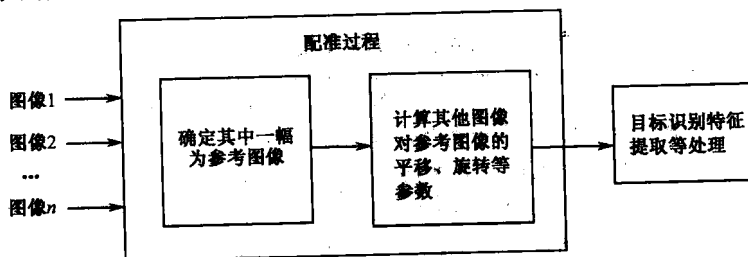 配准过程
图像1
图像2
...
图像n
确定其中一幅
为参考图像
计算其他图像
对参考图像的
平移、旋转等
参数
目标识别特征
提取等处理